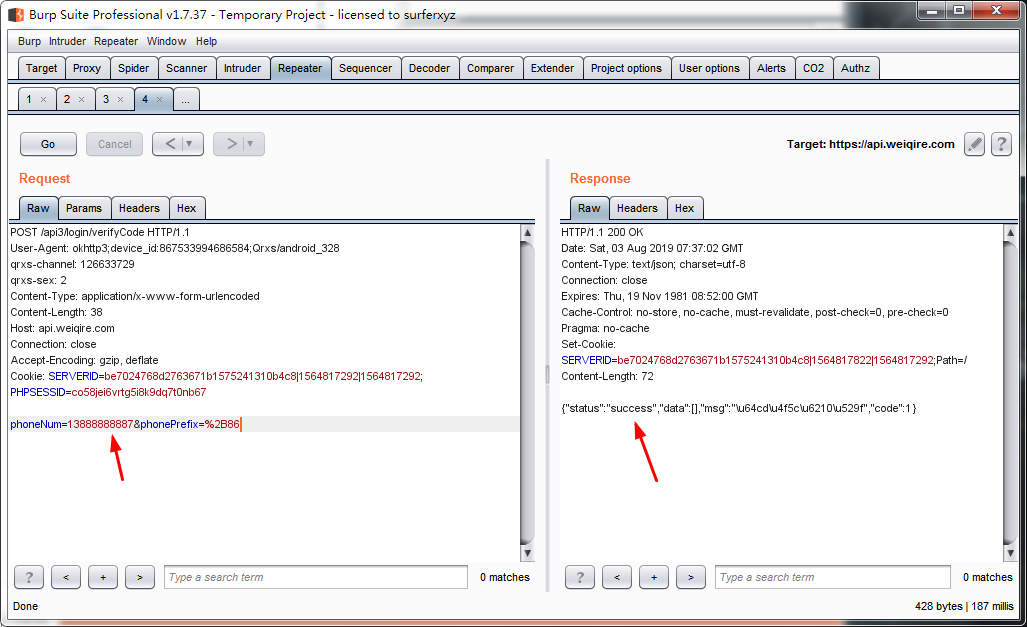 Burp Suite Professional v1.7.37 - Temporary Project - licensed to surferxyz
Burp Intruder Repeater Window Help
Target Proxy Spider Scanner Intruder Repeater Sequencer Decoder Comparer Extender Project options User options Alerts CO2 Authz
1 × 2 × 3 × 4 × ...
Go Cancel < ▼ > ▼ Target: https://api.weiqire.com ?
Request
Raw Params Headers Hex
POST /api3/login/verifyCode HTTP/1.1
User-Agent: okhttp3;device_id:867533994686584;Qrxs/android_328
qrxs-channel: 126633729
qrxs-sex: 2
Content-Type: application/x-www-form-urlencoded
Content-Length: 38
Host: api.weiqire.com
Connection: close
Accept-Encoding: gzip, deflate
Cookie: SERVERID=be7024768d2763671b1575241310b4c8|1564817292|1564817292;
PHPSESSID=co58jei6vrtg5i8k9dq7t0nb67
phoneNum=13888888887&phonePrefix=%2B86
? < + > Type a search term 0 matches
Response
Raw Headers Hex
HTTP/1.1 200 OK
Date: Sat, 03 Aug 2019 07:37:02 GMT
Content-Type: text/json; charset=utf-8
Connection: close
Expires: Thu, 19 Nov 1981 08:52:00 GMT
Cache-Control: no-store, no-cache, must-revalidate, post-check=0, pre-check=0
Pragma: no-cache
Set-Cookie:
SERVERID=be7024768d2763671b1575241310b4c8|1564817822|1564817292;Path=/
Content-Length: 72
{"status":"success","data":[],"msg":"\u64cd\u4f5c\u6210\u529f","code":1}
? < + > Type a search term 0 matches
Done 428 bytes | 187 millis